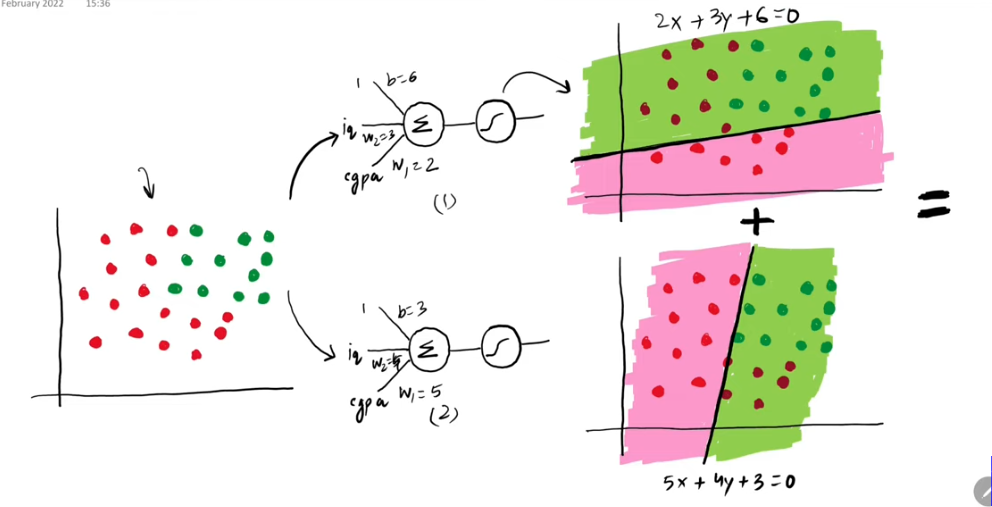 February 2022 15:36
2x + 3y + 6 = 0
1 b=6
iq w₂=3 Σ
cgpa w₁=2
(1)
+
=
1 b=3
iq Σ
cgpa w₁=5
(2)
5x + 4y + 3 = 0